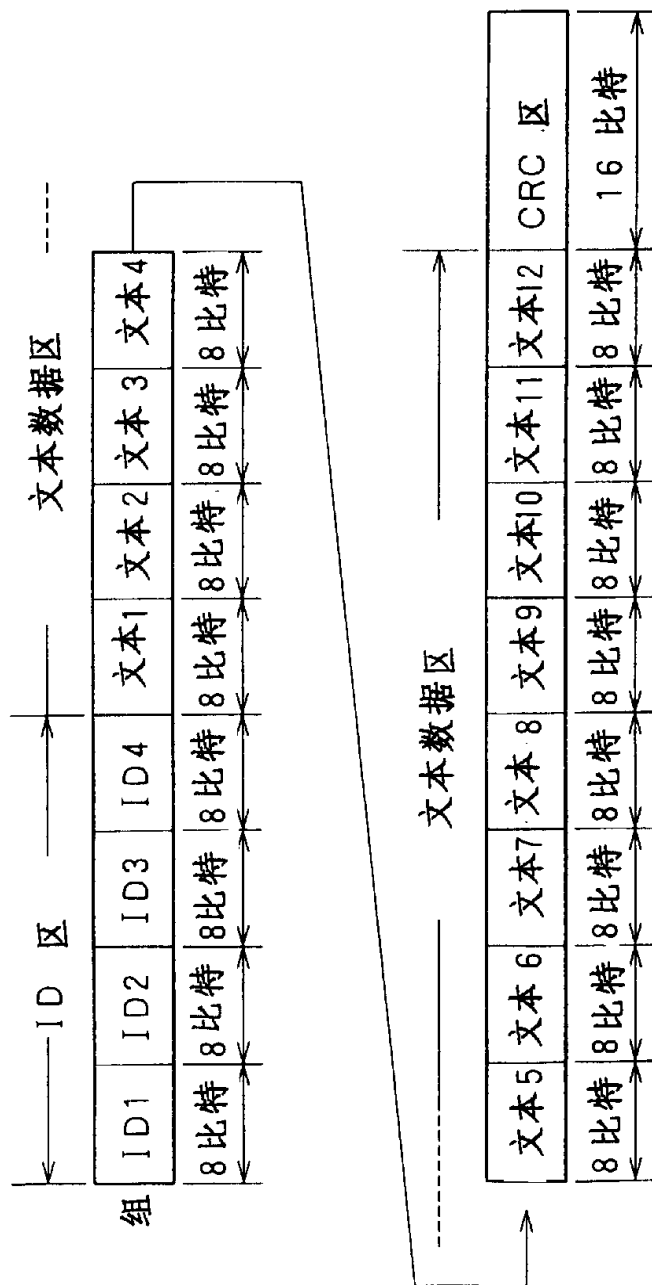 ID 区 文本数据区
组 ID1 ID2 ID3 ID4 文本1 文本2 文本3 文本4
8比特 8比特 8比特 8比特 8比特 8比特 8比特 8比特
文本数据区
文本5 文本6 文本7 文本8 文本9 文本10 文本11 文本12 CRC 区
8比特 8比特 8比特 8比特 8比特 8比特 8比特 8比特 16 比特